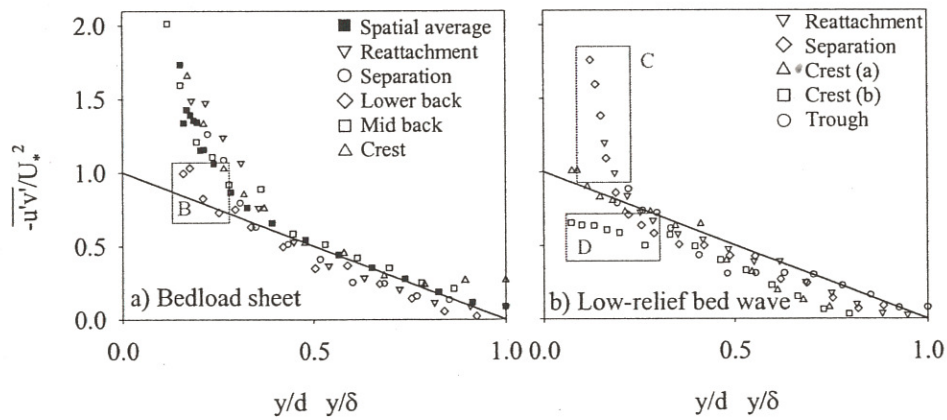 -u'v'/U*²
2.0
1.5
1.0
0.5
0.0
Spatial average
Reattachment
Separation
Lower back
Mid back
Crest
B
a) Bedload sheet
0.0
0.5
1.0
y/d y/δ
Reattachment
Separation
Crest (a)
Crest (b)
Trough
C
D
b) Low-relief bed wave
0.0
0.5
1.0
y/d y/δ